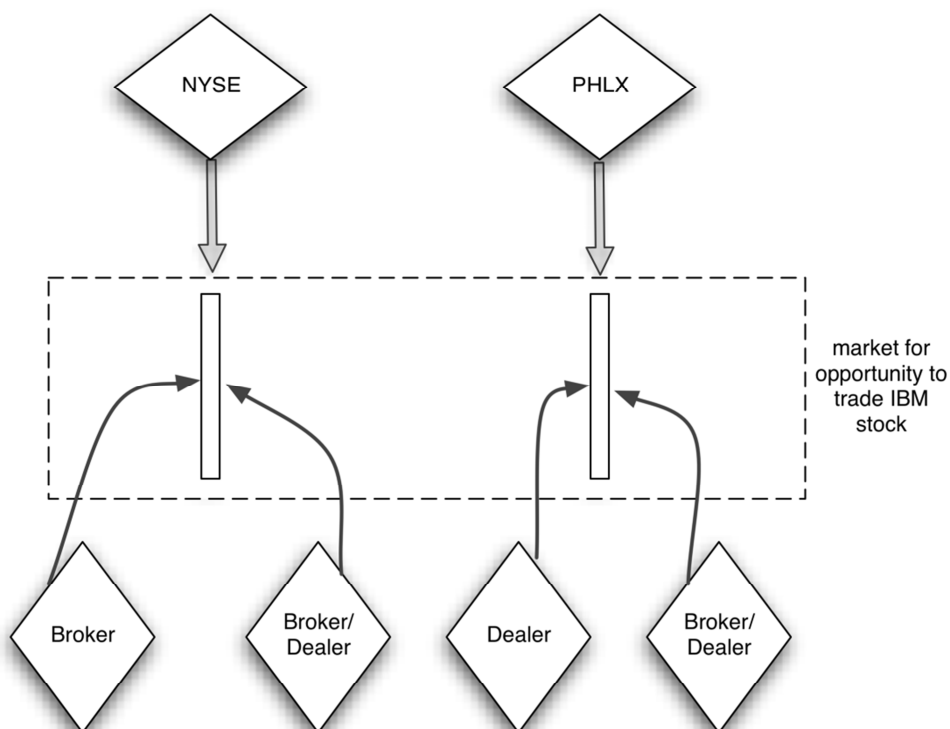 NYSE
PHLX
market for
opportunity to
trade IBM
stock
Broker
Broker/
Dealer
Dealer
Broker/
Dealer